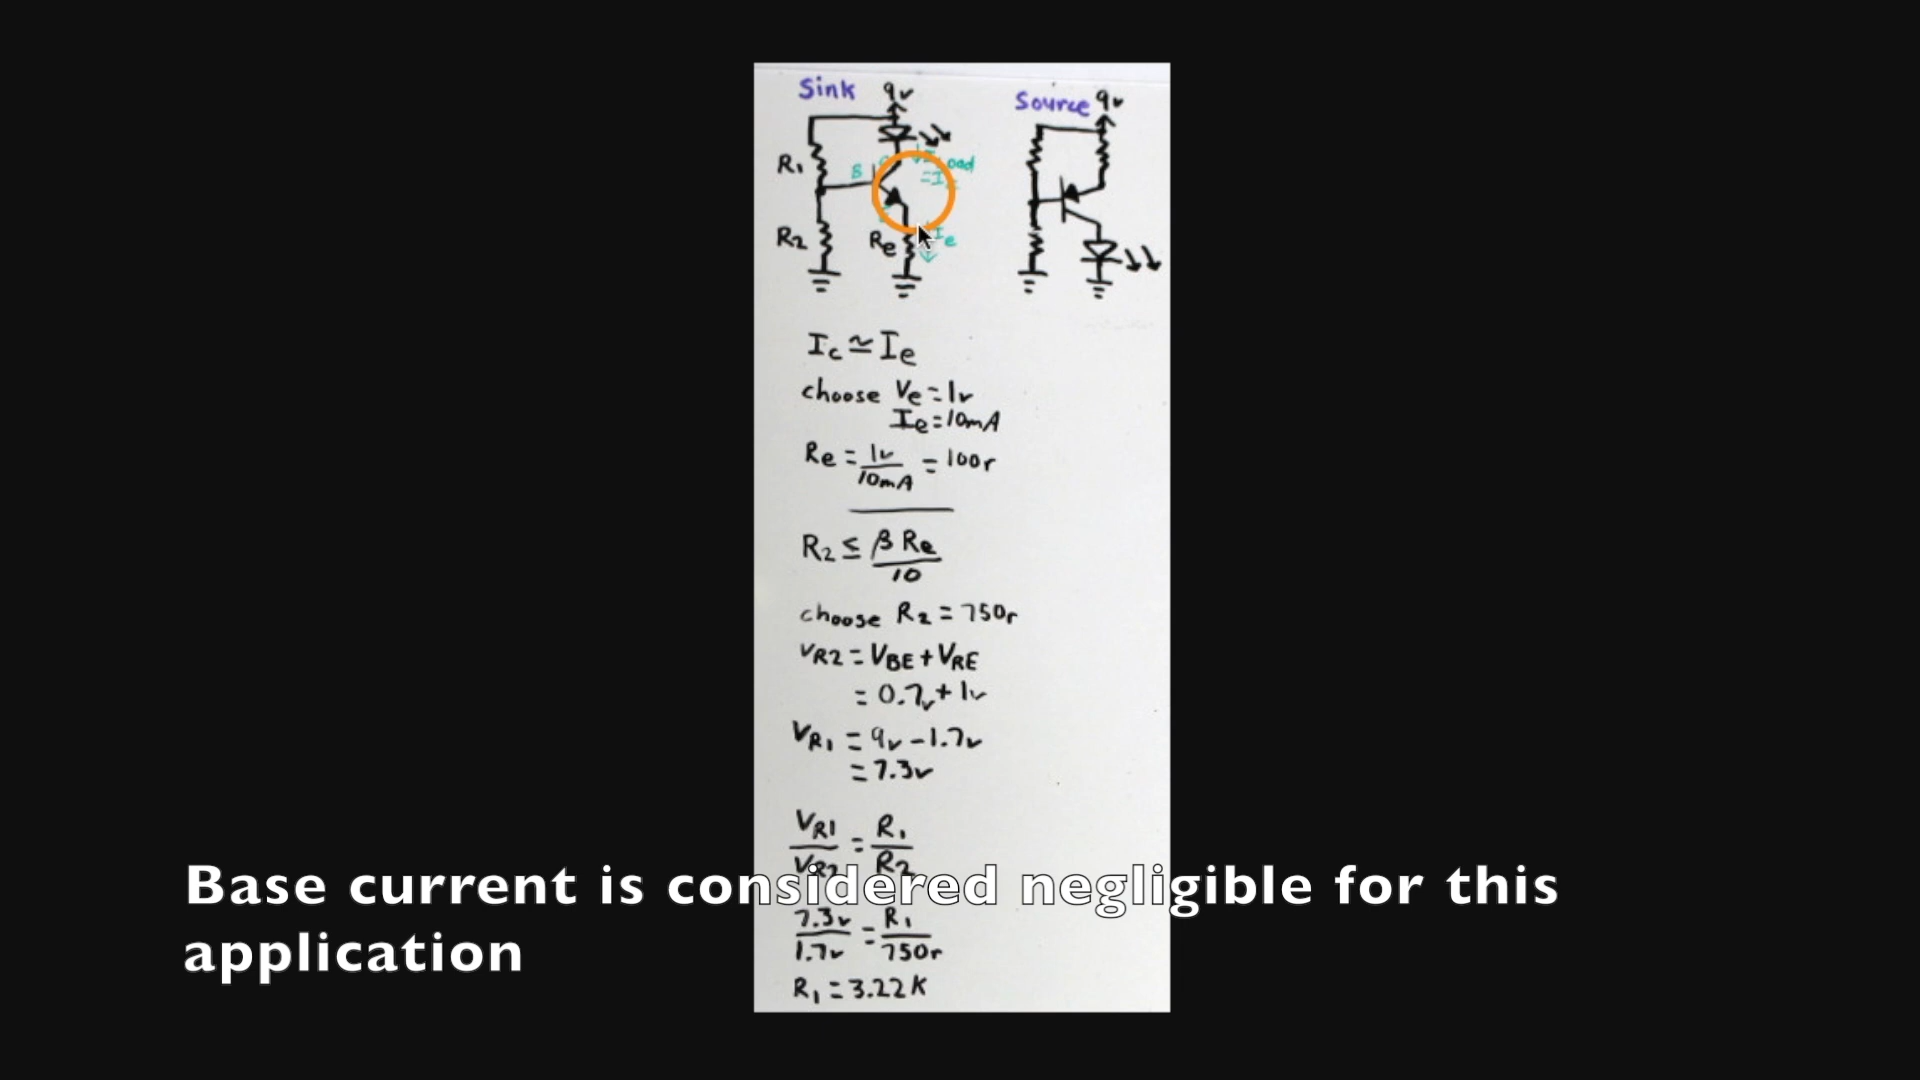 Sink 9v
Source 9v
R1
B
R2
Re
Ie
Ic ≃ Ie
choose Ve = 1v
Ie = 10mA
Re = 1v / 10mA = 100r
R2 ≤ β Re / 10
choose R2 = 750r
VR2 = VBE + VRE
= 0.7v + 1v
VR1 = 9v - 1.7v
= 7.3v
VR1 / VR2 = R1 / R2
Base current is considered negligible for this
application
7.3v / 1.7v = R1 / 750r
R1 = 3.22K